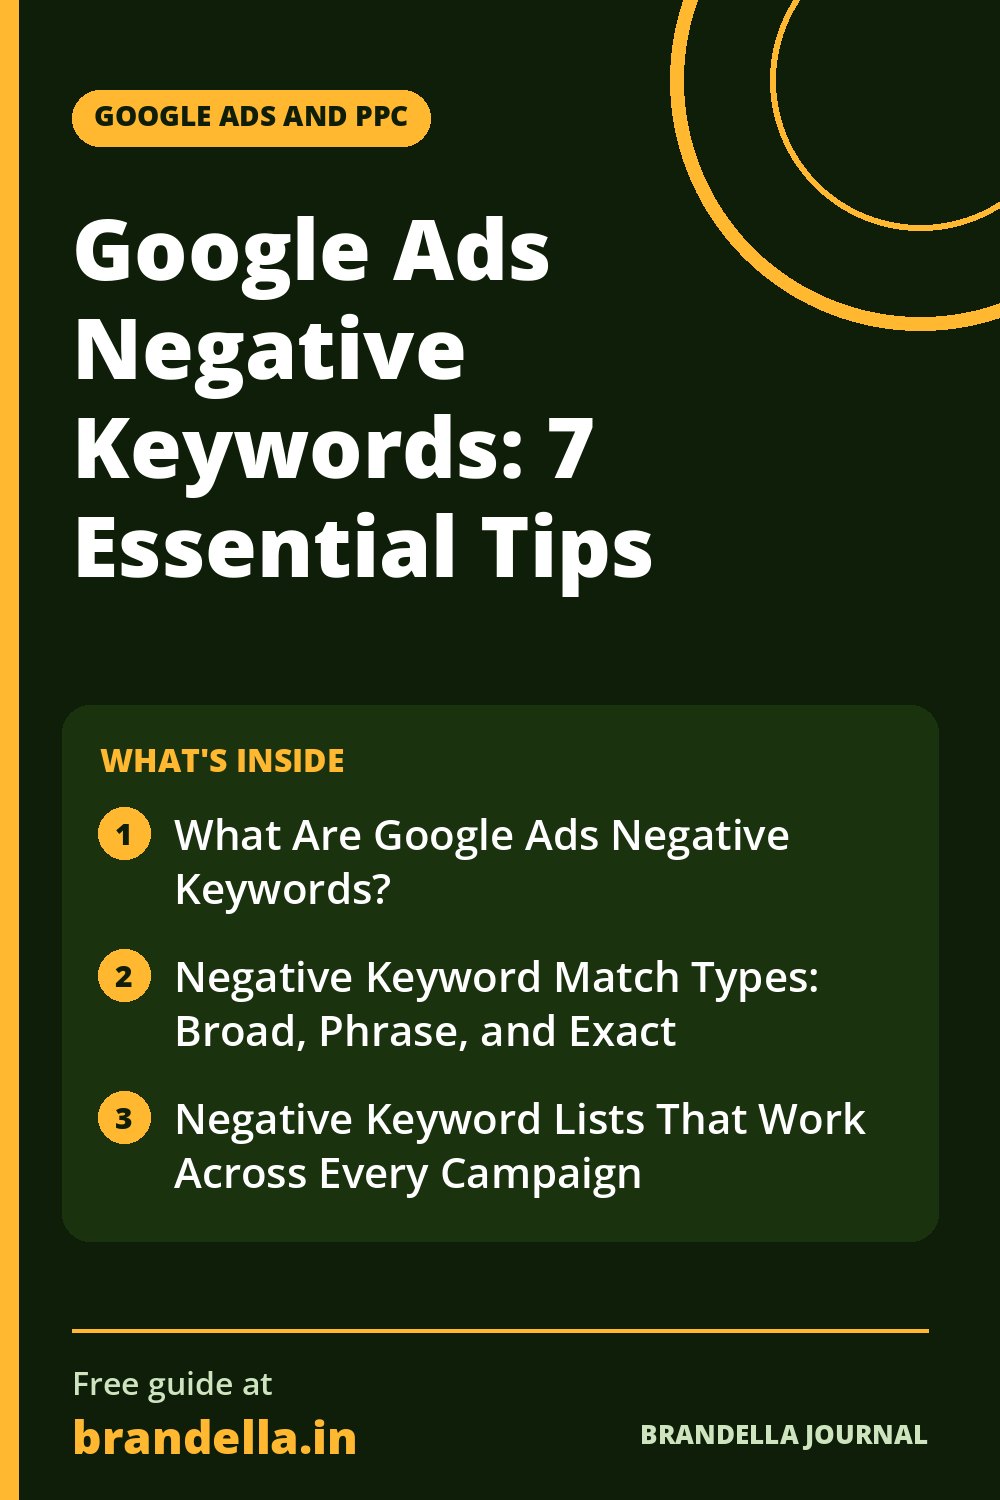 GOOGLE ADS AND PPC
Google Ads
Negative
Keywords: 7
Essential Tips
WHAT'S INSIDE
1 What Are Google Ads Negative
Keywords?
2 Negative Keyword Match Types:
Broad, Phrase, and Exact
3 Negative Keyword Lists That Work
Across Every Campaign
Free guide at
brandella.in
BRANDELLA JOURNAL